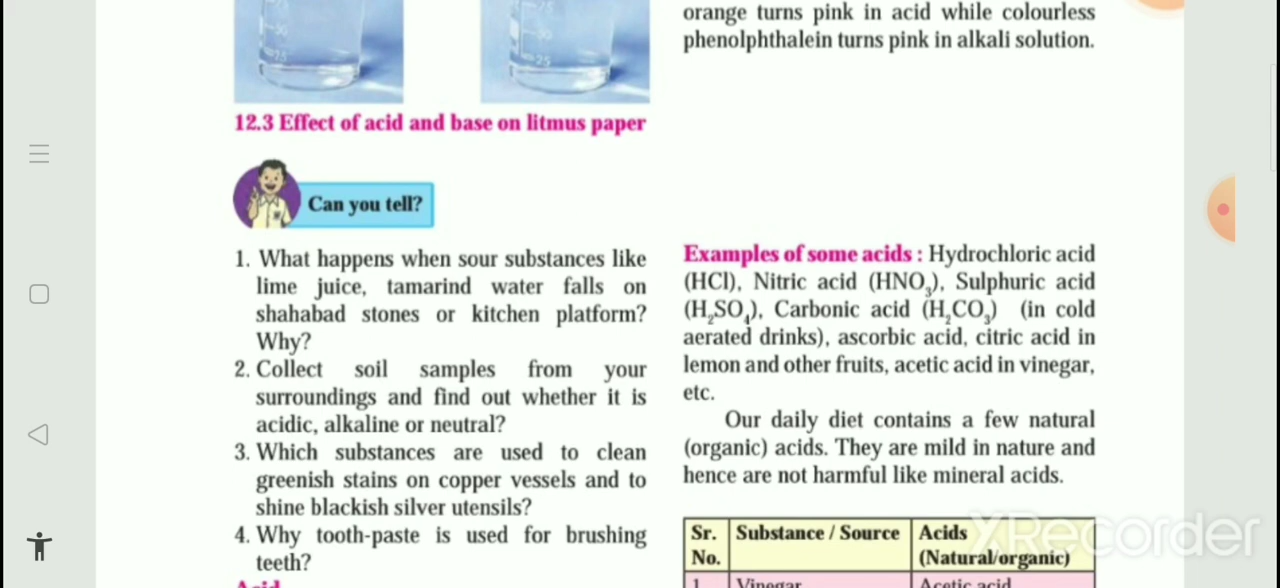 12.3 Effect of acid and base on litmus paper
Can you tell?
1. What happens when sour substances like
lime juice, tamarind water falls on
shahabad stones or kitchen platform?
Why?
2. Collect soil samples from your
surroundings and find out whether it is
acidic, alkaline or neutral?
3. Which substances are used to clean
greenish stains on copper vessels and to
shine blackish silver utensils?
4. Why tooth-paste is used for brushing
teeth?
Acid
orange turns pink in acid while colourless
phenolphthalein turns pink in alkali solution.
Examples of some acids : Hydrochloric acid
(HCl), Nitric acid (HNO₃), Sulphuric acid
(H₂SO₄), Carbonic acid (H₂CO₃) (in cold
aerated drinks), ascorbic acid, citric acid in
lemon and other fruits, acetic acid in vinegar,
etc.
Our daily diet contains a few natural
(organic) acids. They are mild in nature and
hence are not harmful like mineral acids.
Sr. Substance / Source Acids
No. (Natural/organic)
1 Vinegar Acetic acid
XRecorder